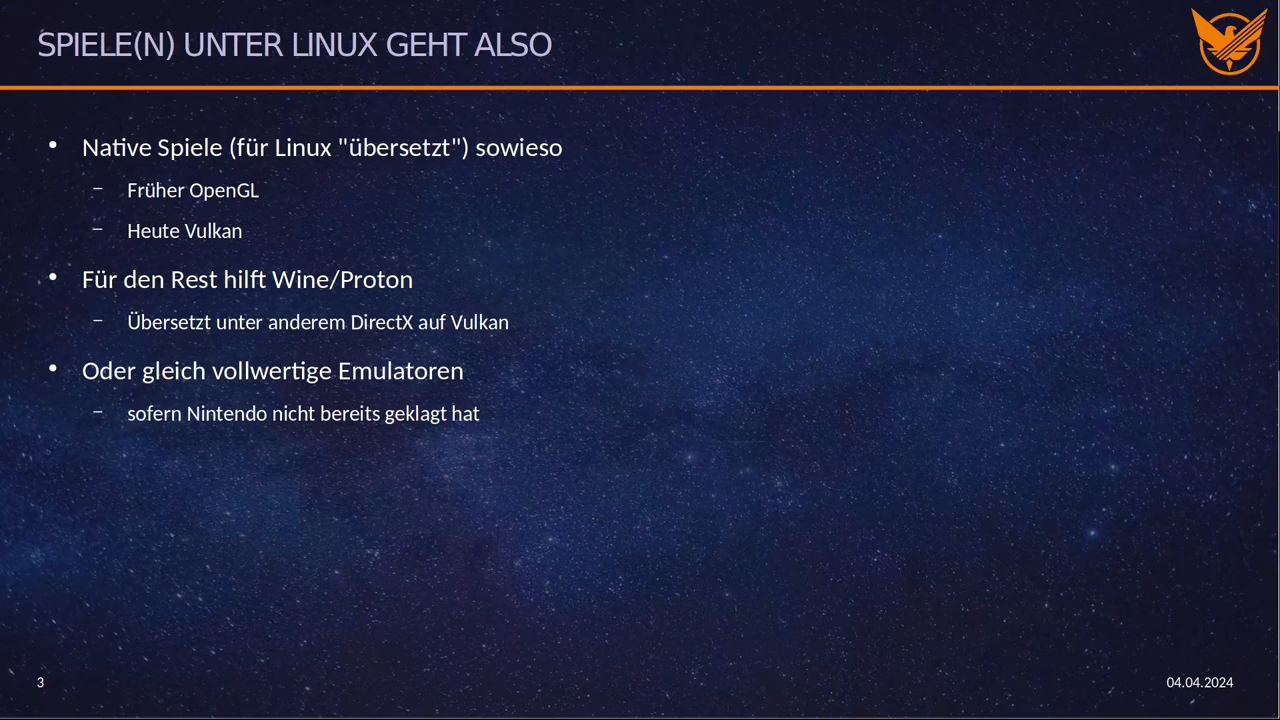 SPIELE(N) UNTER LINUX GEHT ALSO
• Native Spiele (für Linux "übersetzt") sowieso
– Früher OpenGL
– Heute Vulkan
• Für den Rest hilft Wine/Proton
– Übersetzt unter anderem DirectX auf Vulkan
• Oder gleich vollwertige Emulatoren
– sofern Nintendo nicht bereits geklagt hat
3
04.04.2024